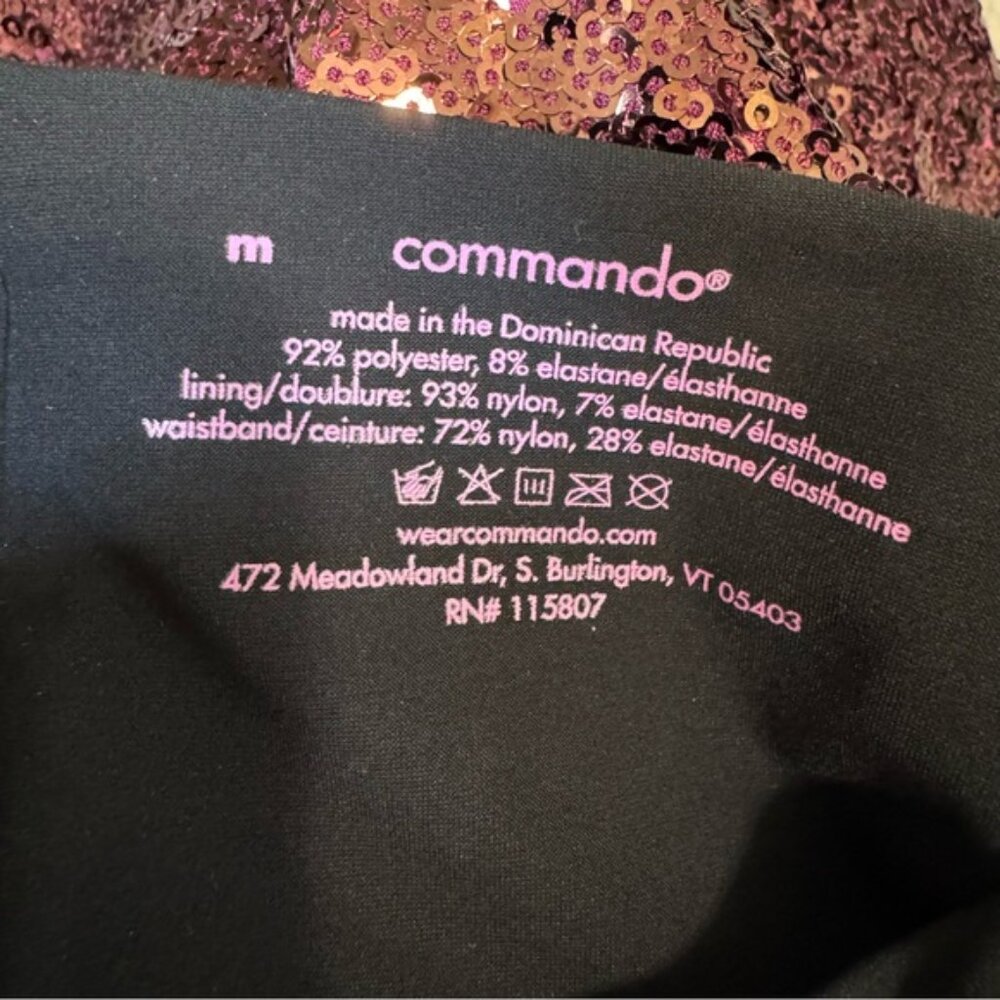 m commando®
made in the Dominican Republic
92% polyester, 8% elastane/élasthanne
lining/doublure: 93% nylon, 7% elastane/élasthanne
waistband/ceinture: 72% nylon, 28% elastane/élasthanne
wearcommando.com
472 Meadowland Dr, S. Burlington, VT 05403
RN# 115807